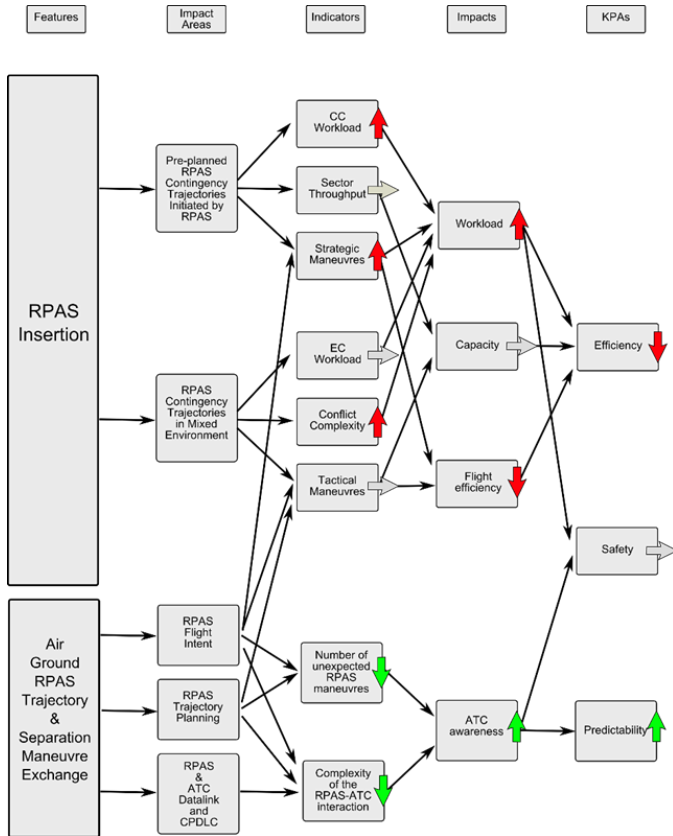 Features
Impact
Areas
Indicators
Impacts
KPAs
RPAS
Insertion
Air
Ground
RPAS
Trajectory
&
Separation
Maneuvre
Exchange
Pre-planned
RPAS
Contingency
Trajectories
Initiated by
RPAS
RPAS
Contingency
Trajectories
in Mixed
Environment
RPAS
Flight
Intent
RPAS
Trajectory
Planning
RPAS
&
ATC
Datalink
and
CPDLC
CC
Workload
Sector
Throughput
Strategic
Maneuvres
EC
Workload
Conflict
Complexity
Tactical
Maneuvres
Number of
unexpected
RPAS
maneuvres
Complexity
of the
RPAS-ATC
interaction
Workload
Capacity
Flight
efficiency
ATC
awareness
Efficiency
Safety
Predictability